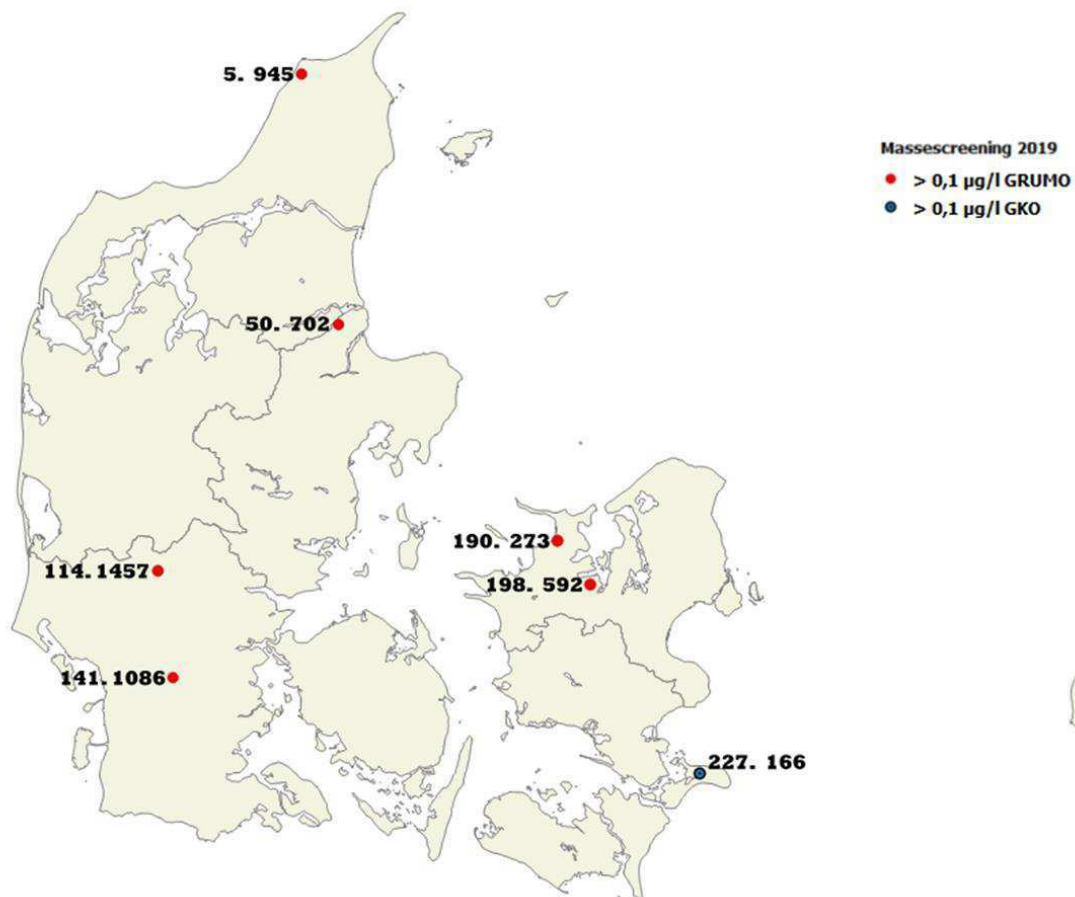 5. 945
Massescreening 2019
> 0,1 µg/l GRUMO
> 0,1 µg/l GKO
50. 702
190. 273
114.1457
198. 592
141.1086
227. 166